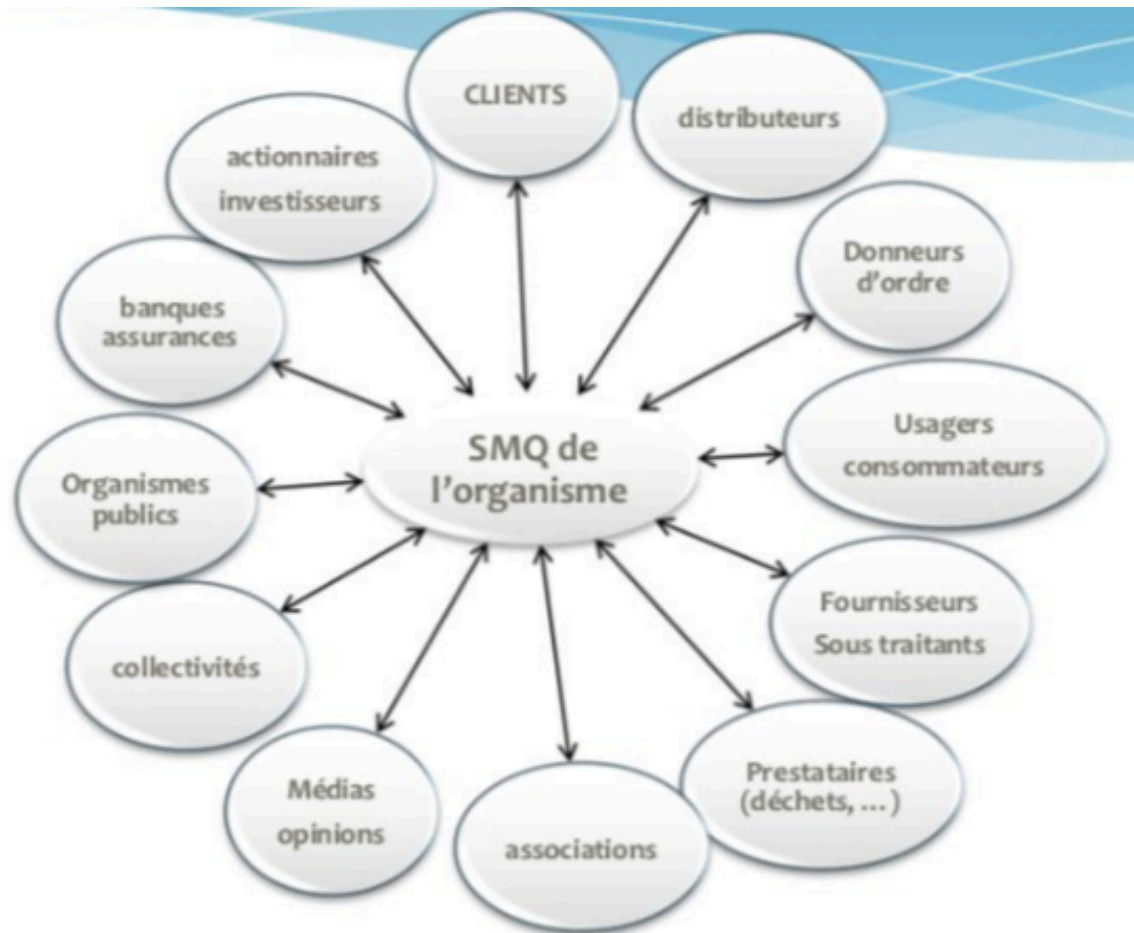 CLIENTS
distributeurs
actionnaires
investisseurs
Donneurs
d'ordre
banques
assurances
Usagers
consommateurs
SMQ de
l'organisme
Organismes
publics
Fournisseurs
Sous traitants
collectivités
Prestataires
(déchets, ...)
Médias
opinions
associations